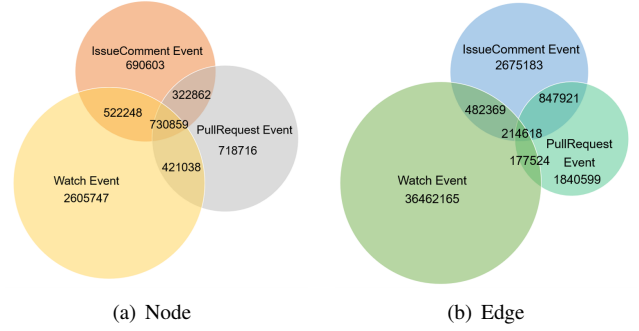 IssueComment Event
690603
322862
522248
730859
PullRequest Event
718716
421038
Watch Event
2605747
(a) Node
IssueComment Event
2675183
847921
482369
214618
PullRequest
Event
1840599
177524
Watch Event
36462165
(b) Edge